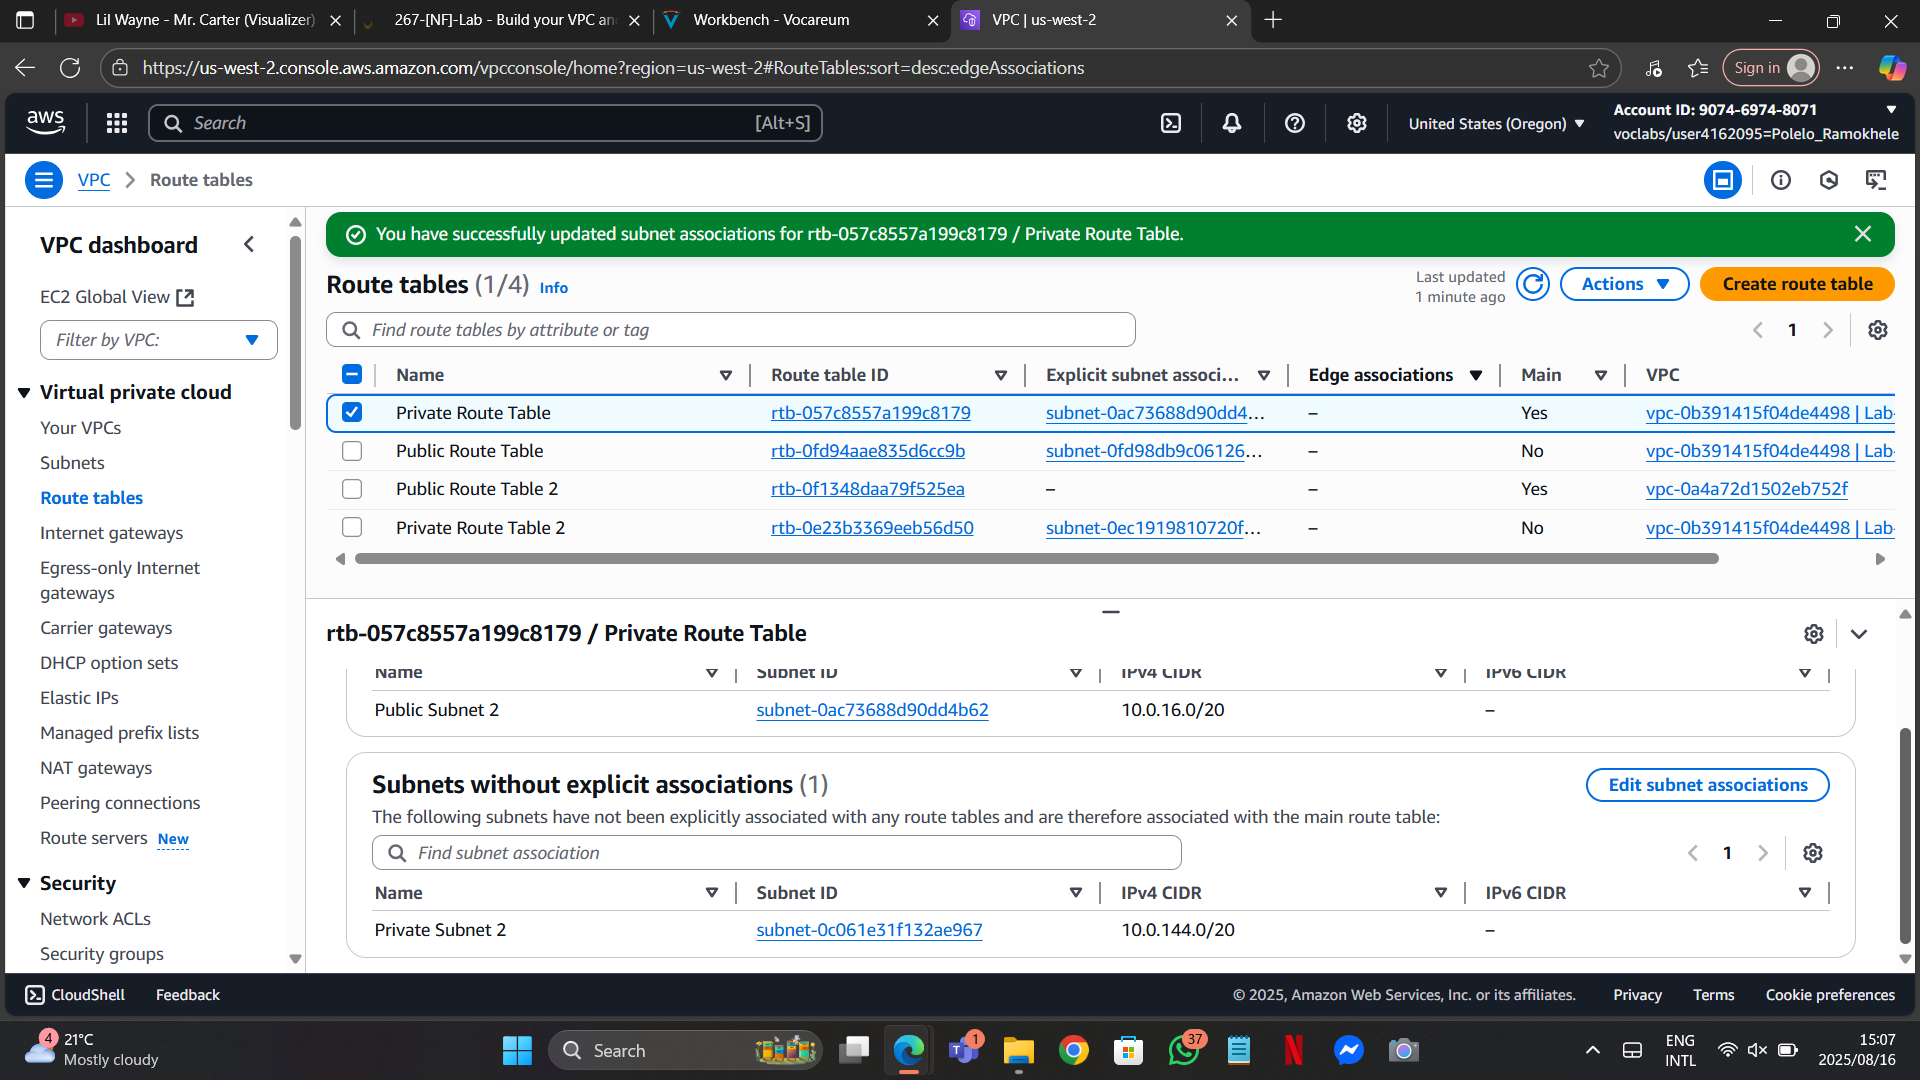 Lil Wayne - Mr. Carter (Visualizer)
267-[NF]-Lab - Build your VPC an
Workbench - Vocareum
VPC | us-west-2
https://us-west-2.console.aws.amazon.com/vpcconsole/home?region=us-west-2#RouteTables:sort=desc:edgeAssociations
Sign in
aws
Search
[Alt+S]
United States (Oregon)
Account ID: 9074-6974-8071
voclabs/user4162095=Polelo_Ramokhele
VPC
Route tables
VPC dashboard
EC2 Global View
Filter by VPC:
Virtual private cloud
Your VPCs
Subnets
Route tables
Internet gateways
Egress-only Internet
gateways
Carrier gateways
DHCP option sets
Elastic IPs
Managed prefix lists
NAT gateways
Peering connections
Route servers New
Security
Network ACLs
Security groups
You have successfully updated subnet associations for rtb-057c8557a199c8179 / Private Route Table.
Route tables (1/4) Info
Last updated
1 minute ago
Actions
Create route table
Find route tables by attribute or tag
1
Name Route table ID Explicit subnet associ... Edge associations Main VPC
Private Route Table rtb-057c8557a199c8179 subnet-0ac73688d90dd4... – Yes vpc-0b391415f04de4498 | Lab-
Public Route Table rtb-0fd94aae835d6cc9b subnet-0fd98db9c06126... – No vpc-0b391415f04de4498 | Lab-
Public Route Table 2 rtb-0f1348daa79f525ea – – Yes vpc-0a4a72d1502eb752f
Private Route Table 2 rtb-0e23b3369eeb56d50 subnet-0ec1919810720f... – No vpc-0b391415f04de4498 | Lab-
rtb-057c8557a199c8179 / Private Route Table
Name Subnet ID IPv4 CIDR IPv6 CIDR
Public Subnet 2 subnet-0ac73688d90dd4b62 10.0.16.0/20 –
Subnets without explicit associations (1)
Edit subnet associations
The following subnets have not been explicitly associated with any route tables and are therefore associated with the main route table:
Find subnet association
1
Name Subnet ID IPv4 CIDR IPv6 CIDR
Private Subnet 2 subnet-0c061e31f132ae967 10.0.144.0/20 –
CloudShell
Feedback
© 2025, Amazon Web Services, Inc. or its affiliates.
Privacy
Terms
Cookie preferences
4
21°C
Mostly cloudy
Search
1
37
ENG
INTL
15:07
2025/08/16